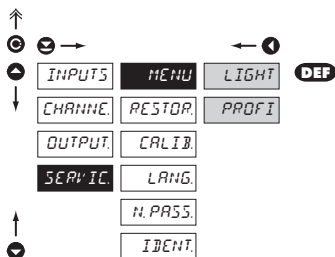 INPUTS MENU LIGHT DEF
CHANNE. RESTOR. PROFI
OUTPUT. CALIB.
SERVIC. LANG.
N. PASS.
IDENT.